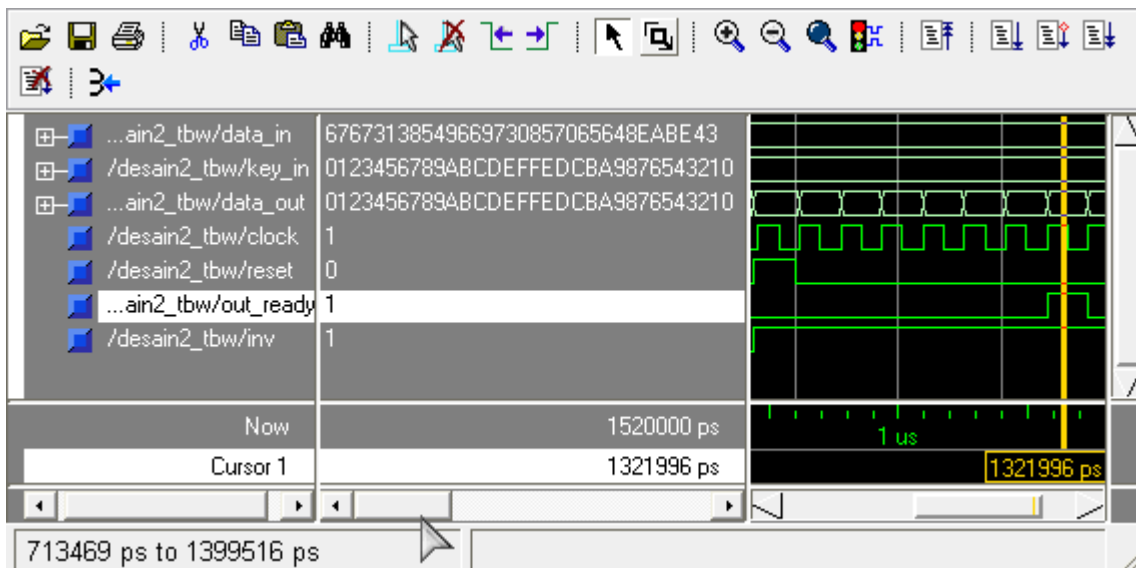 ...ain2_tbw/data_in 67673138549669730857065648EABE43
/desain2_tbw/key_in 0123456789ABCDEFFEDCBA9876543210
...ain2_tbw/data_out 0123456789ABCDEFFEDCBA9876543210
/desain2_tbw/clock 1
/desain2_tbw/reset 0
...ain2_tbw/out_ready 1
/desain2_tbw/inv 1
Now 1520000 ps 1 us
Cursor 1 1321996 ps 1321996 ps
713469 ps to 1399516 ps